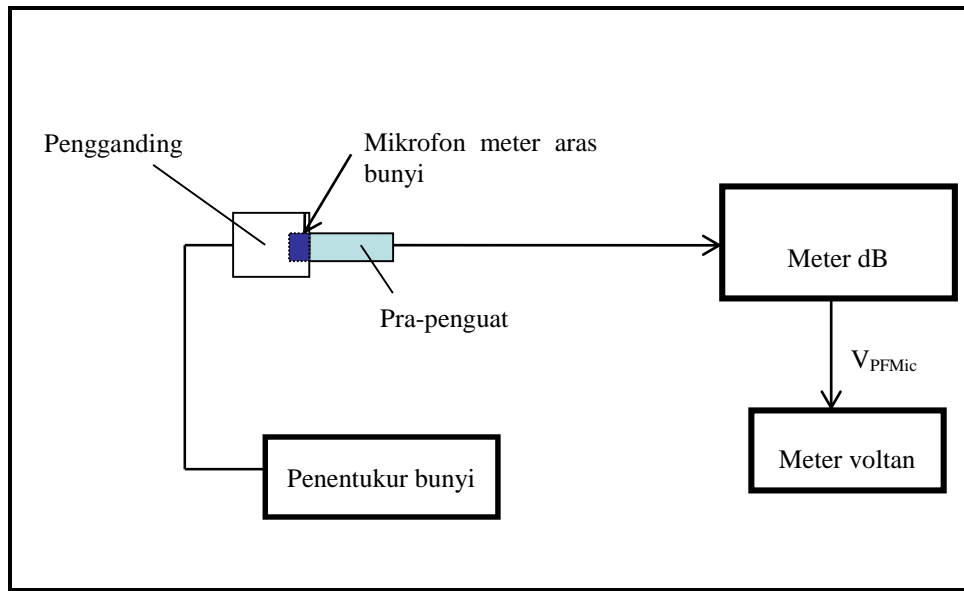 Pengganding
Mikrofon meter aras
bunyi
Meter dB
Pra-penguat
V_PFMic
Meter voltan
Penentukur bunyi